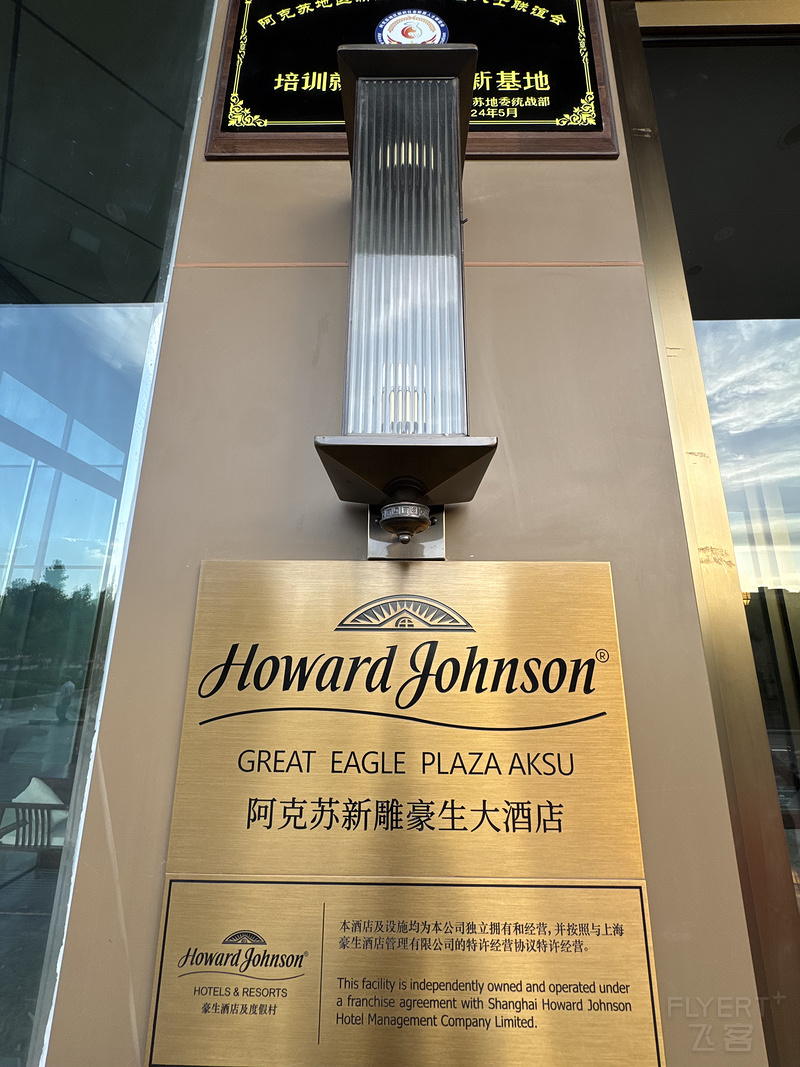 阿克苏地区新
士联谊会
培训
新基地
苏地委统战部
24年5月
Howard Johnson®
GREAT EAGLE PLAZA AKSU
阿克苏新雕豪生大酒店
Howard Johnson®
HOTELS & RESORTS
豪生酒店及度假村
本酒店及设施均为本公司独立拥有和经营,并按照与上海
豪生酒店管理有限公司的特许经营协议特许经营。
This facility is independently owned and operated under
a franchise agreement with Shanghai Howard Johnson
Hotel Management Company Limited.
FLYERT+
飞客